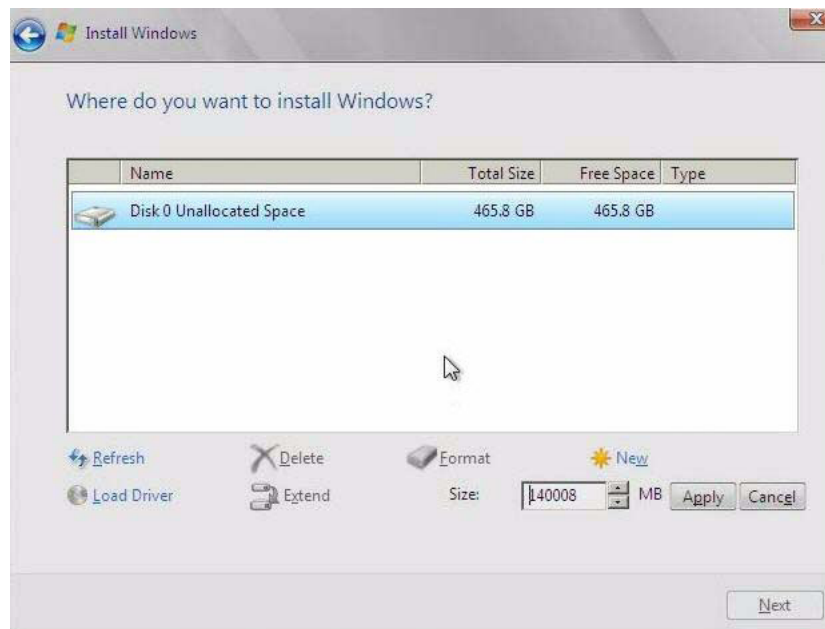 Install Windows
Where do you want to install Windows?
Name Total Size Free Space Type
Disk 0 Unallocated Space 465.8 GB 465.8 GB
Refresh Delete Format New
Load Driver Extend Size: 140008 MB Apply Cancel
Next